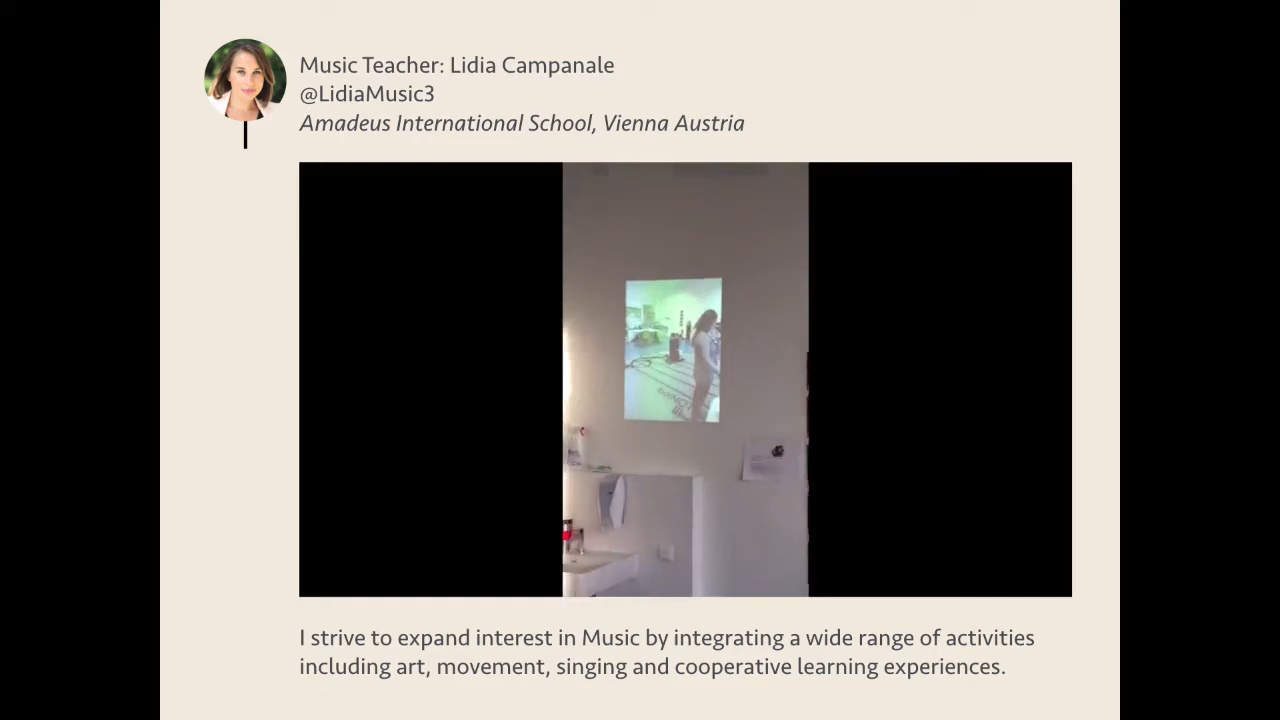 Music Teacher: Lidia Campanale
@LidiaMusic3
Amadeus International School, Vienna Austria
I strive to expand interest in Music by integrating a wide range of activities
including art, movement, singing and cooperative learning experiences.